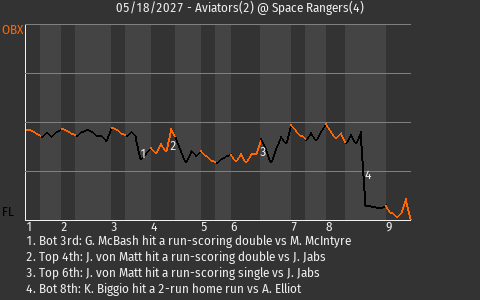 05/18/2027 - Aviators(2) @ Space Rangers(4)
OBX
1
2
3
4
FL
1 2 3 4 5 6 7 8 9
1. Bot 3rd: G. McBash hit a run-scoring double vs M. McIntyre
2. Top 4th: J. von Matt hit a run-scoring double vs J. Jabs
3. Top 6th: J. von Matt hit a run-scoring single vs J. Jabs
4. Bot 8th: K. Biggio hit a 2-run home run vs A. Elliot